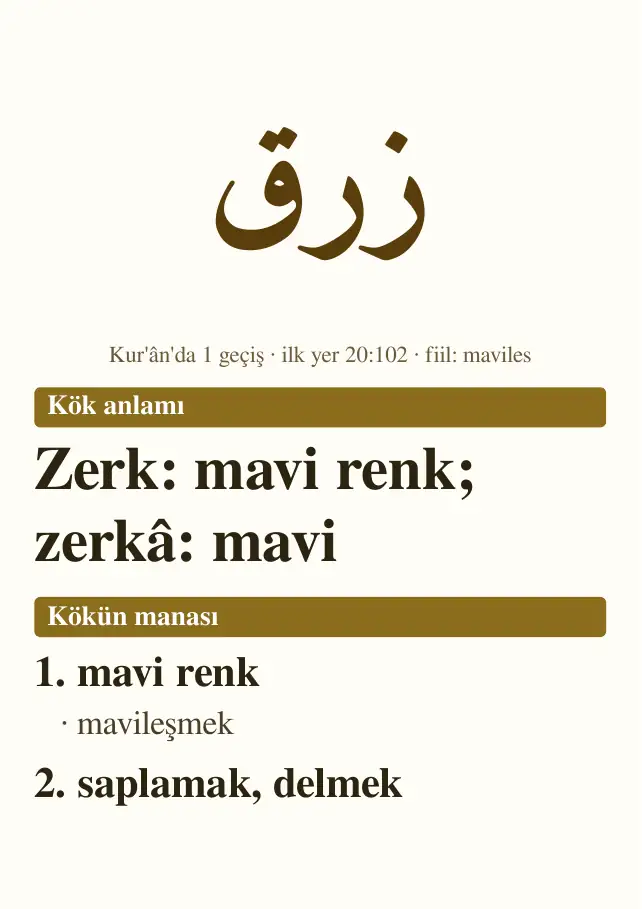 زرق
Kur'ân'da 1 geçiş · ilk yer 20:102 · fiil: maviles
Kök anlamı
Zerk: mavi renk;
zerkâ: mavi
Kökün manası
1. mavi renk
· mavileşmek
2. saplamak, delmek